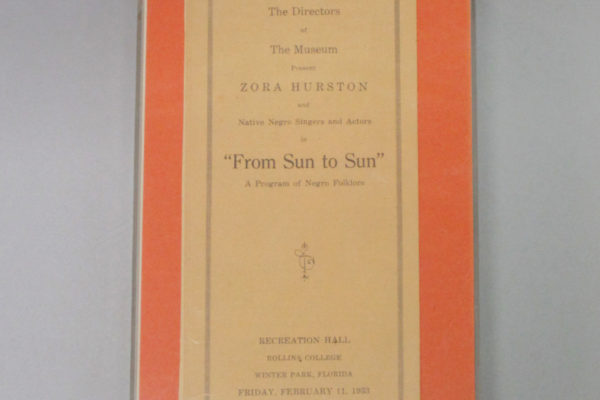 The Directors
of
The Museum
Present
ZORA HURSTON
and
Native Negro Singers and Actors
in
“From Sun to Sun”
A Program of Negro Folklore
RECREATION HALL
ROLLINS COLLEGE
WINTER PARK, FLORIDA
FRIDAY, FEBRUARY 11, 1933